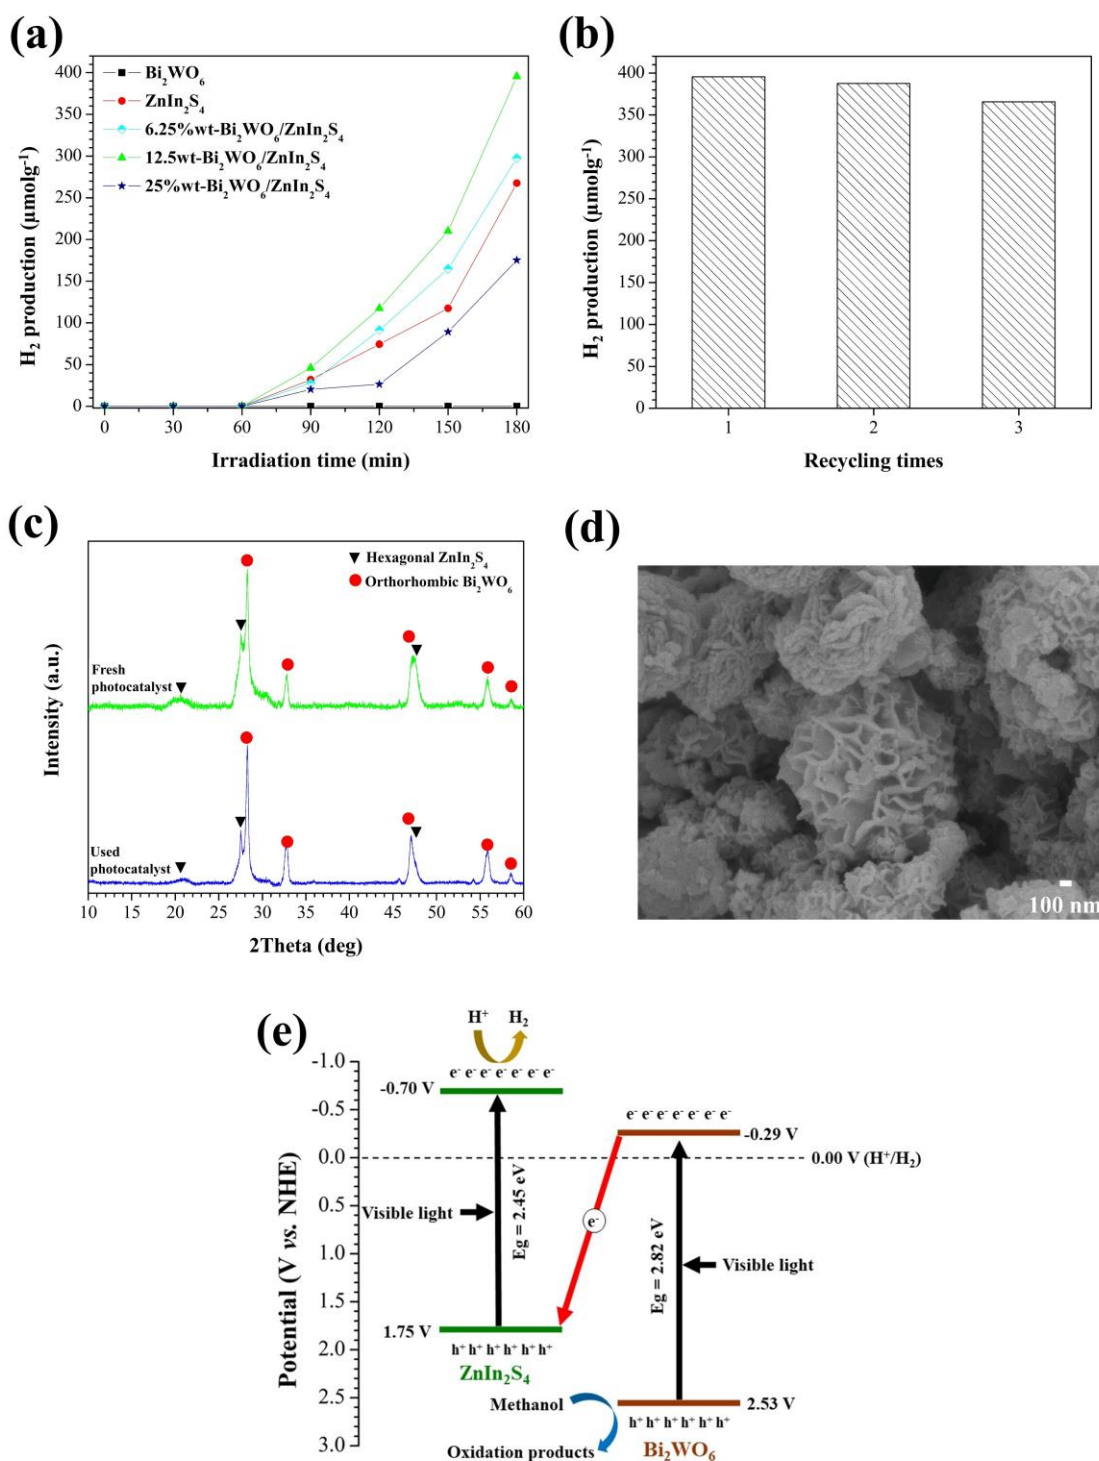 (a)
Bi₂WO₆
ZnIn₂S₄
6.25%wt-Bi₂WO₆/ZnIn₂S₄
12.5wt-Bi₂WO₆/ZnIn₂S₄
25%wt-Bi₂WO₆/ZnIn₂S₄
400
350
300
250
200
150
100
50
0
H₂ production (μmolg⁻¹)
0 30 60 90 120 150 180
Irradiation time (min)
(b)
400
350
300
250
200
150
100
50
0
H₂ production (μmolg⁻¹)
1 2 3
Recycling times
(c)
Hexagonal ZnIn₂S₄
Orthorhombic Bi₂WO₆
Fresh
photocatalyst
Used
photocatalyst
Intensity (a.u.)
10 15 20 25 30 35 40 45 50 55 60
2Theta (deg)
(d)
100 nm
(e)
H⁺ H₂
e⁻ e⁻ e⁻ e⁻ e⁻ e⁻ e⁻
-0.70 V
e⁻ e⁻ e⁻ e⁻ e⁻ e⁻ e⁻
-0.29 V
0.00 V (H⁺/H₂)
Visible light
Eg = 2.45 eV
e⁻
Eg = 2.82 eV
Visible light
1.75 V
h⁺ h⁺ h⁺ h⁺ h⁺ h⁺
ZnIn₂S₄
Methanol
2.53 V
h⁺ h⁺ h⁺ h⁺ h⁺ h⁺
Oxidation products
Bi₂WO₆
-1.0
-0.5
0.0
0.5
1.0
1.5
2.0
2.5
3.0
Potential (V vs. NHE)